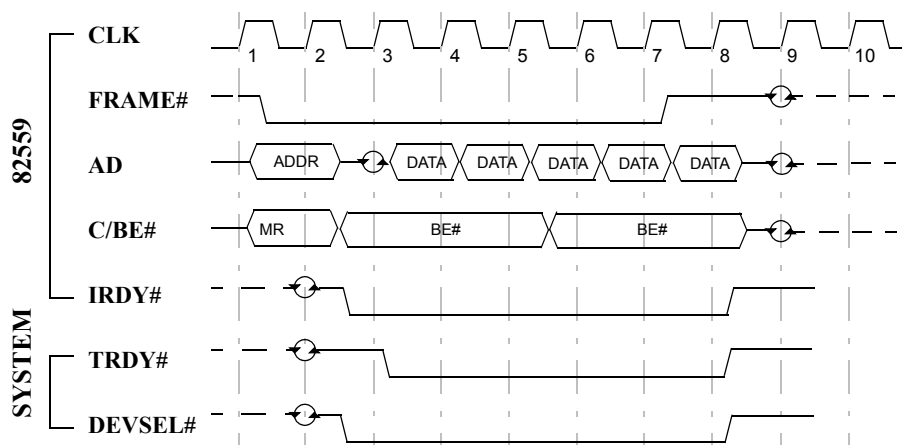 CLK
1 2 3 4 5 6 7 8 9 10
FRAME#
82559
AD
ADDR DATA DATA DATA DATA DATA
C/BE#
MR BE# BE#
IRDY#
SYSTEM
TRDY#
DEVSEL#